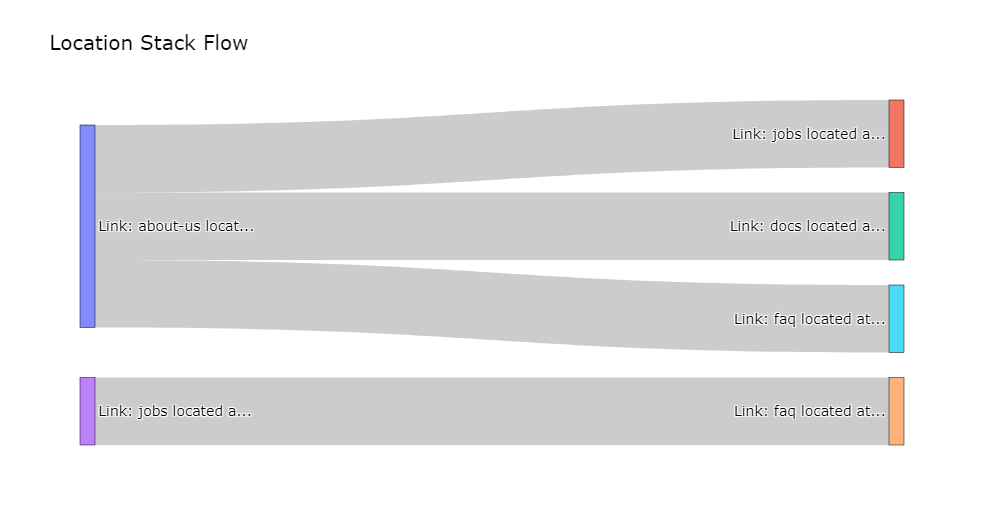 Location Stack Flow
Link: jobs located a...
Link: about-us locat...
Link: docs located a...
Link: faq located at...
Link: jobs located a...
Link: faq located at...